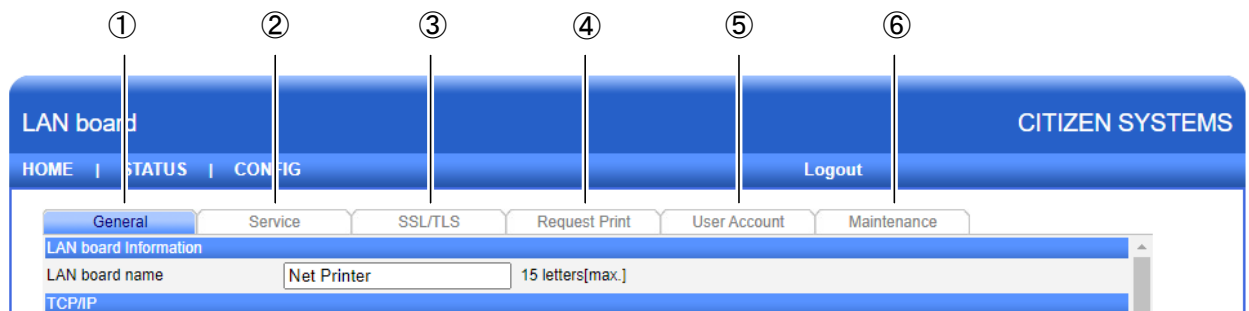 ① ② ③ ④ ⑤ ⑥
LAN board CITIZEN SYSTEMS
HOME | STATUS | CONFIG Logout
General Service SSL/TLS Request Print User Account Maintenance
LAN board Information
LAN board name Net Printer 15 letters[max.]
TCP/IP